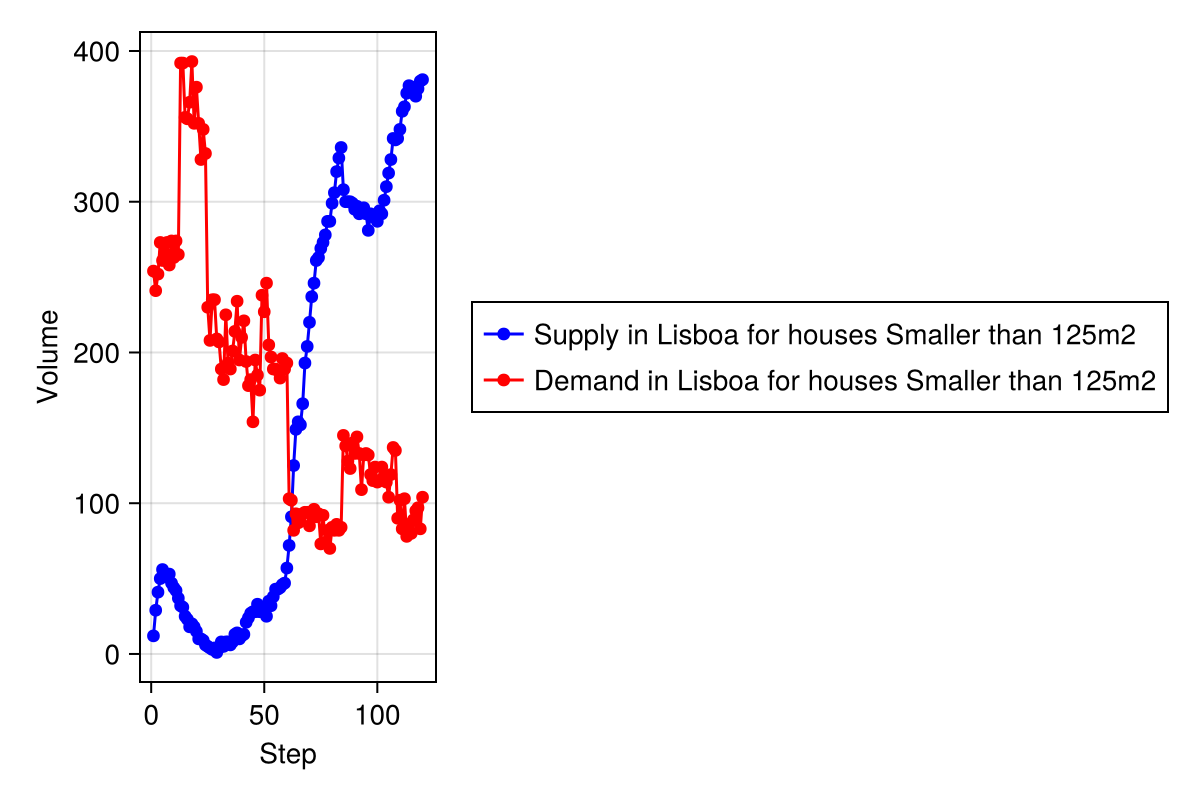 400
300
200
100
0
Volume
0 50 100
Step
Supply in Lisboa for houses Smaller than 125m2
Demand in Lisboa for houses Smaller than 125m2